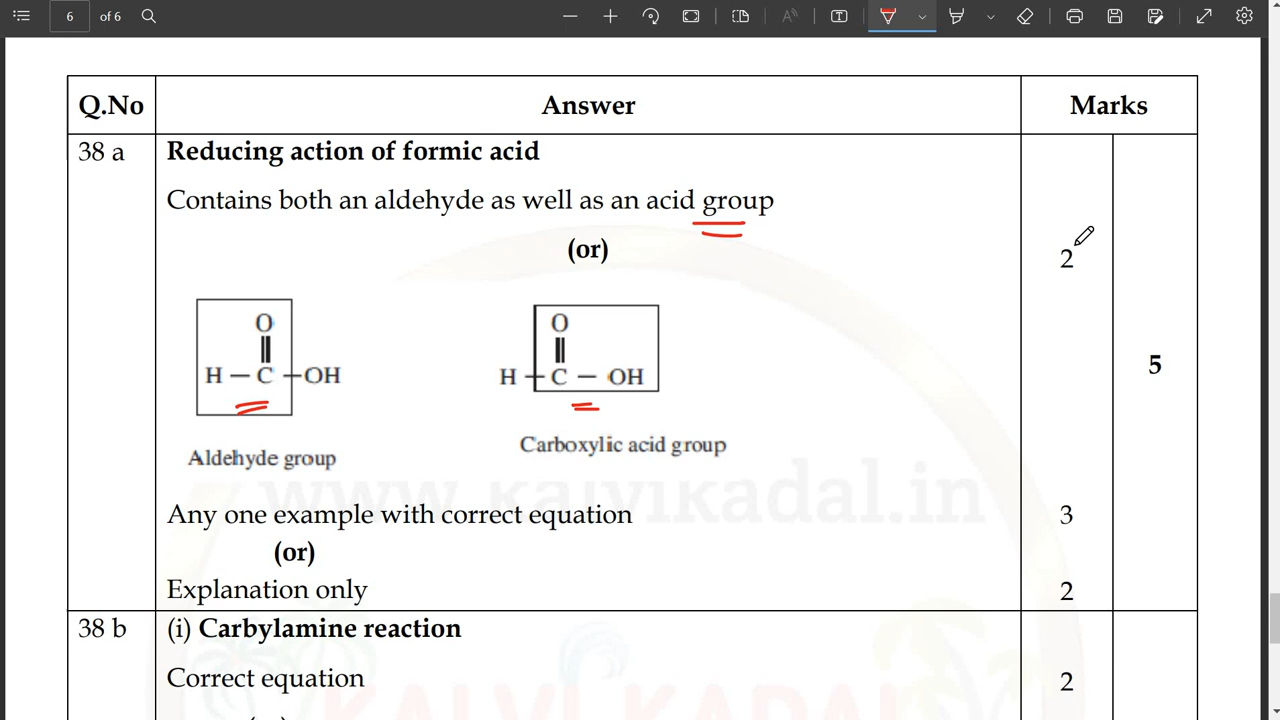 6 of 6
Q.No Answer Marks
38 a Reducing action of formic acid
Contains both an aldehyde as well as an acid group
(or)
2
O O
H — C — OH H — C — OH
5
Aldehyde group Carboxylic acid group
www.kalvikadal.in
Any one example with correct equation 3
(or)
Explanation only 2
38 b (i) Carbylamine reaction
Correct equation 2
KALVI KADAL